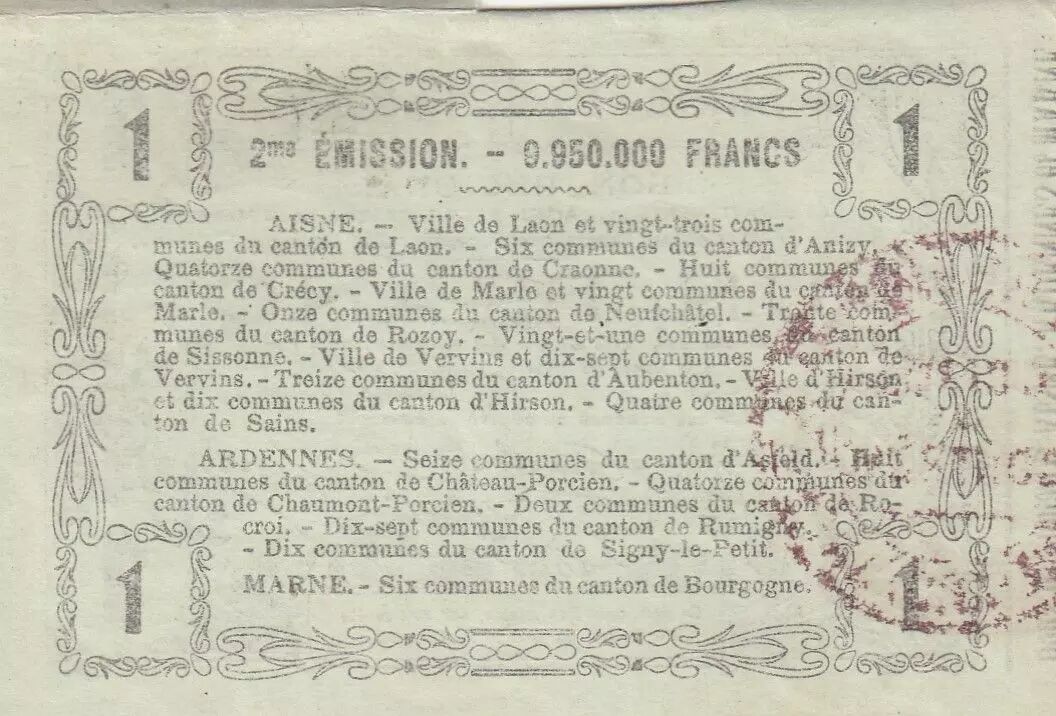 1 1
2me ÉMISSION. - 9.950.000 FRANCS
AISNE. — Ville de Laon et vingt-trois com-
munes du canton de Laon. - Six communes du canton d'Anizy. -
Quatorze communes du canton de Craonne. - Huit communes du
canton de Crécy. - Ville de Marle et vingt communes du canton de
Marle. - Onze communes du canton de Neufchâtel. - Trente com-
munes du canton de Rozoy. - Vingt-et-une communes du canton
de Sissonne. - Ville de Vervins et dix-sept communes du canton de
Vervins. - Treize communes du canton d'Aubenton. - Ville d'Hirson
et dix communes du canton d'Hirson. - Quatre communes du can-
ton de Sains.
ARDENNES. — Seize communes du canton d'Asfeld. - Huit
communes du canton de Château-Porcien. - Quatorze communes du
canton de Chaumont-Porcien. - Deux communes du canton de Ro-
croi. - Dix-sept communes du canton de Rumigny.
- Dix communes du canton de Signy-le-Petit.
MARNE. - Six communes du canton de Bourgogne.
1 1